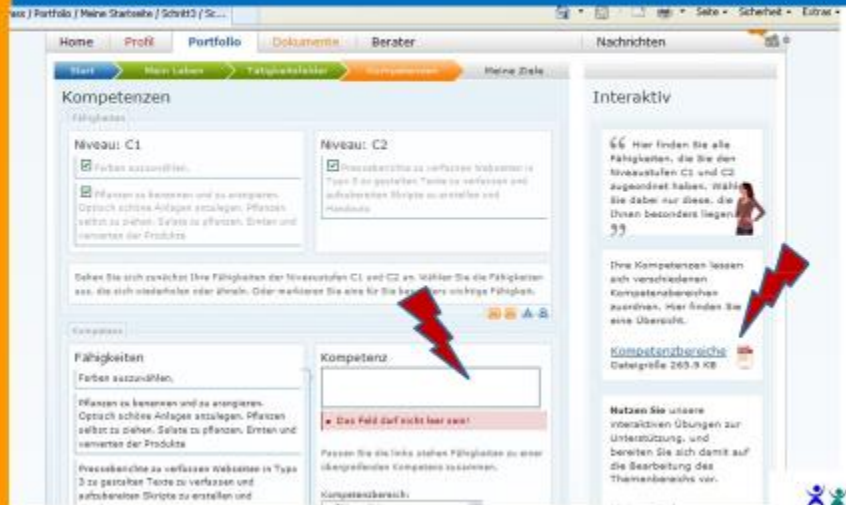 ress / Portfolio / Meine Startseite / Schritt3 / Sc...
Seite - Sicherheit - Extras -
Home Profil Portfolio Dokumente Berater
Nachrichten
Start Mein Leben Tätigkeitsfelder Kompetenzen Meine Ziele
Kompetenzen
Fähigkeiten
Niveau: C1
Farben auszuwählen.
Pflanzen zu benennen und zu arrangieren.
Optisch schöne Anlagen anzulegen. Pflanzen
selbst zu ziehen. Salate zu pflanzen. Ernten und
verwerten der Produkte
Niveau: C2
Presseberichte zu verfassen Webseiten in
Typo 3 zu gestalten Texte zu verfassen und
aufzubereiten Skripte zu erstellen und
Handouts
Sehen Sie sich zunächst Ihre Fähigkeiten der Niveaustufen C1 und C2 an. Wählen Sie die Fähigkeiten
aus, die sich wiederholen oder ähneln. Oder markieren Sie eine für Sie besonders wichtige Fähigkeit.
Kompetenz
Fähigkeiten
Farben auszuwählen.
Pflanzen zu benennen und zu arrangieren.
Optisch schöne Anlagen anzulegen. Pflanzen
selbst zu ziehen. Salate zu pflanzen. Ernten und
verwerten der Produkte
Presseberichte zu verfassen Webseiten in Typo
3 zu gestalten Texte zu verfassen und
aufzubereiten Skripte zu erstellen und
Kompetenz
Das Feld darf nicht leer sein!
Fassen Sie die links stehen Fähigkeiten zu einer
übergreifenden Kompetenz zusammen.
Kompetenzbereich:
Interaktiv
Hier finden Sie alle
Fähigkeiten, die Sie den
Niveaustufen C1 und C2
zugeordnet haben. Wählen
Sie dabei nur diese, die
Ihnen besonders liegen.
Ihre Kompetenzen lassen
sich verschiedenen
Kompetenzbereichen
zuordnen. Hier finden Sie
eine Übersicht.
Kompetenzbereiche
Dateigröße 265.9 KB
Nutzen Sie unsere
interaktiven Übungen zur
Unterstützung, und
bereiten Sie sich damit auf
die Bearbeitung des
Themenbereichs vor.